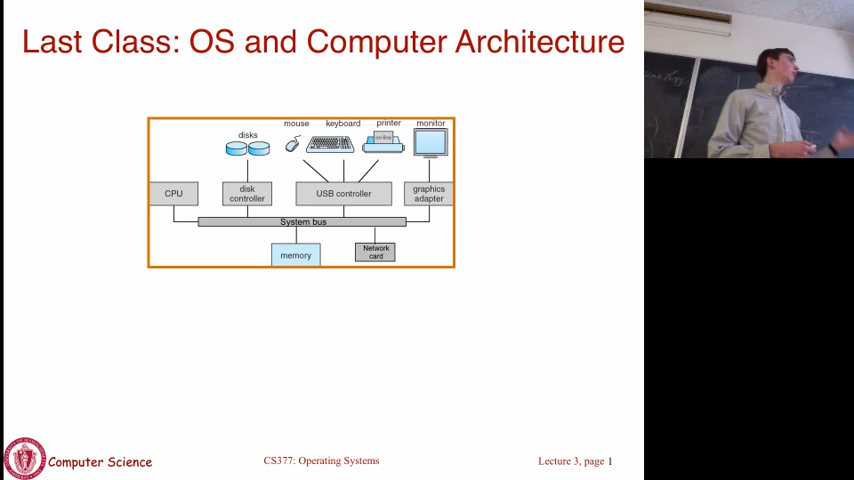 Last Class: OS and Computer Architecture
disks
mouse
keyboard
printer
monitor
on-line
CPU
disk
controller
USB controller
graphics
adapter
System bus
memory
Network
card
Computer Science
CS377: Operating Systems
Lecture 3, page 1